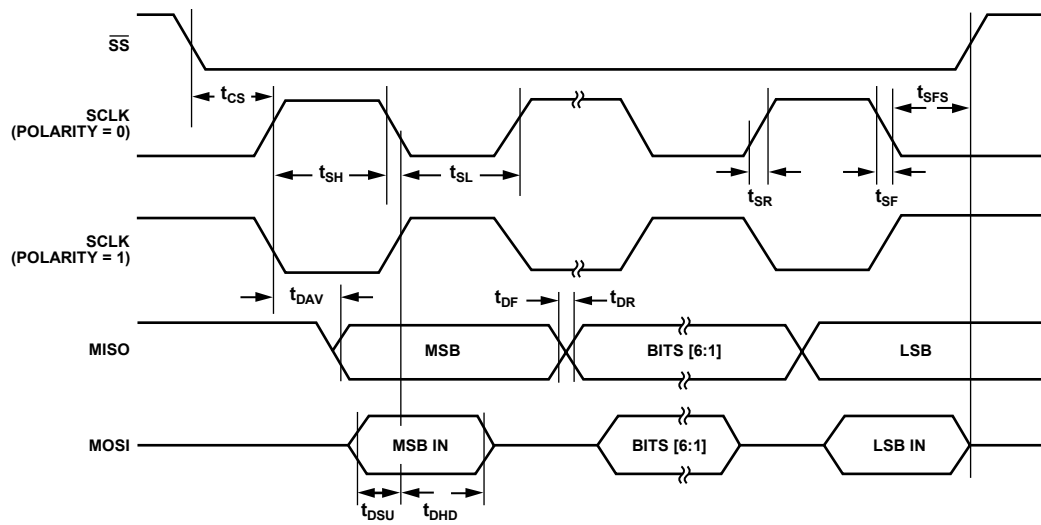 SS
tCS
tSFS
SCLK
(POLARITY = 0)
tSH
tSL
tSR
tSF
SCLK
(POLARITY = 1)
tDAV
tDF
tDR
MISO
MSB
BITS [6:1]
LSB
MOSI
MSB IN
BITS [6:1]
LSB IN
tDSU
tDHD